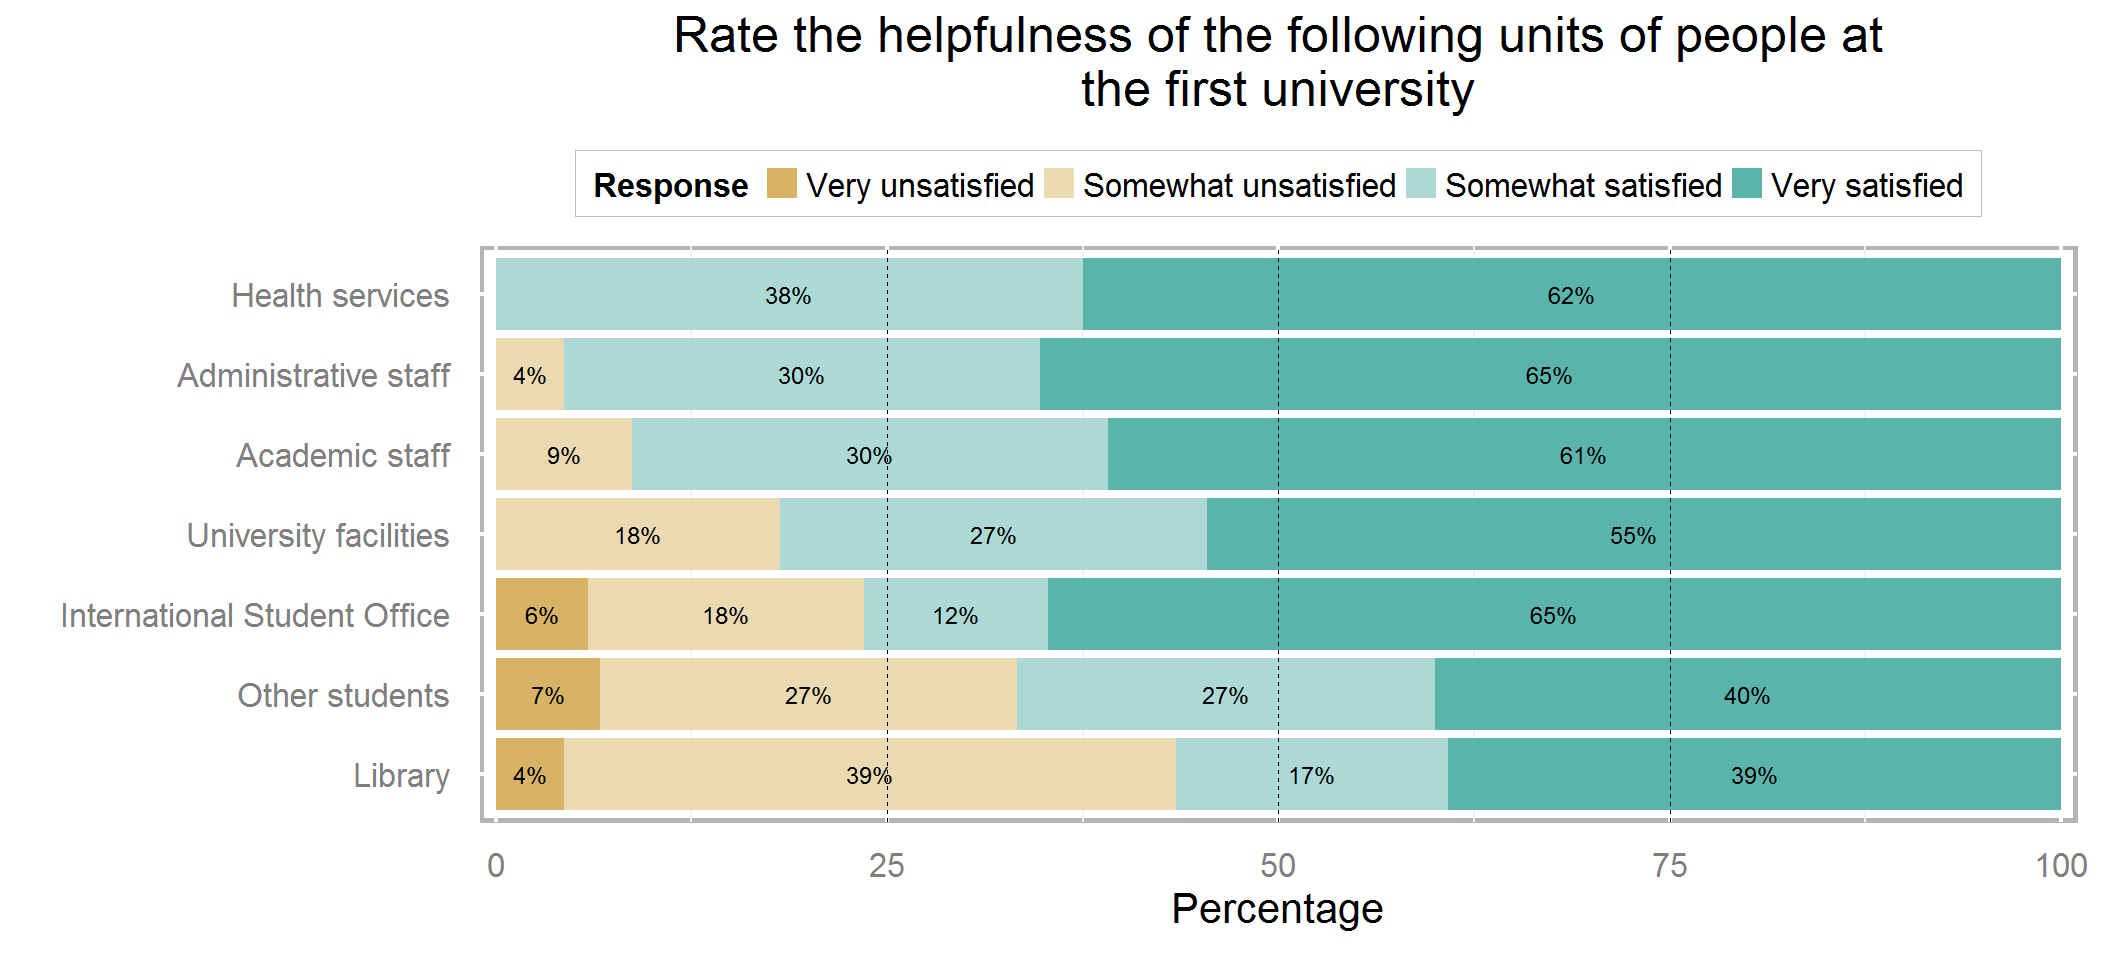 Rate the helpfulness of the following units of people at
the first university
Response Very unsatisfied Somewhat unsatisfied Somewhat satisfied Very satisfied
Health services 38% 62%
Administrative staff 4% 30% 65%
Academic staff 9% 30% 61%
University facilities 18% 27% 55%
International Student Office 6% 18% 12% 65%
Other students 7% 27% 27% 40%
Library 4% 39% 17% 39%
0 25 50 75 100
Percentage